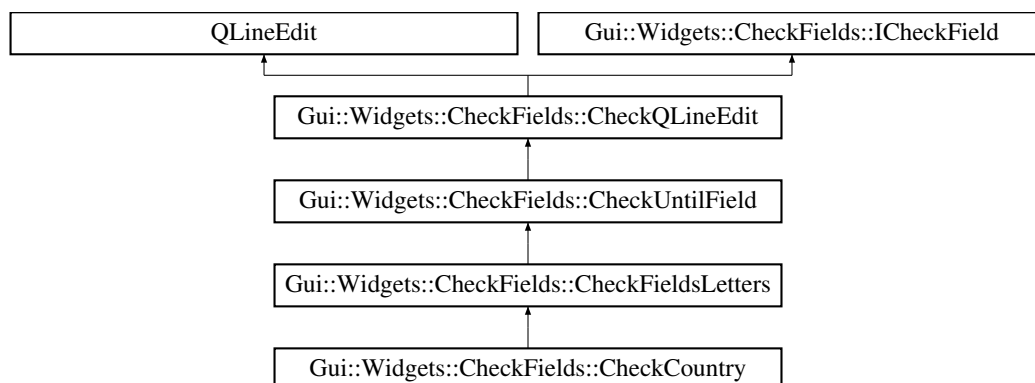 QLineEdit
Gui::Widgets::CheckFields::ICheckField
Gui::Widgets::CheckFields::CheckQLineEdit
Gui::Widgets::CheckFields::CheckUntilField
Gui::Widgets::CheckFields::CheckFieldsLetters
Gui::Widgets::CheckFields::CheckCountry